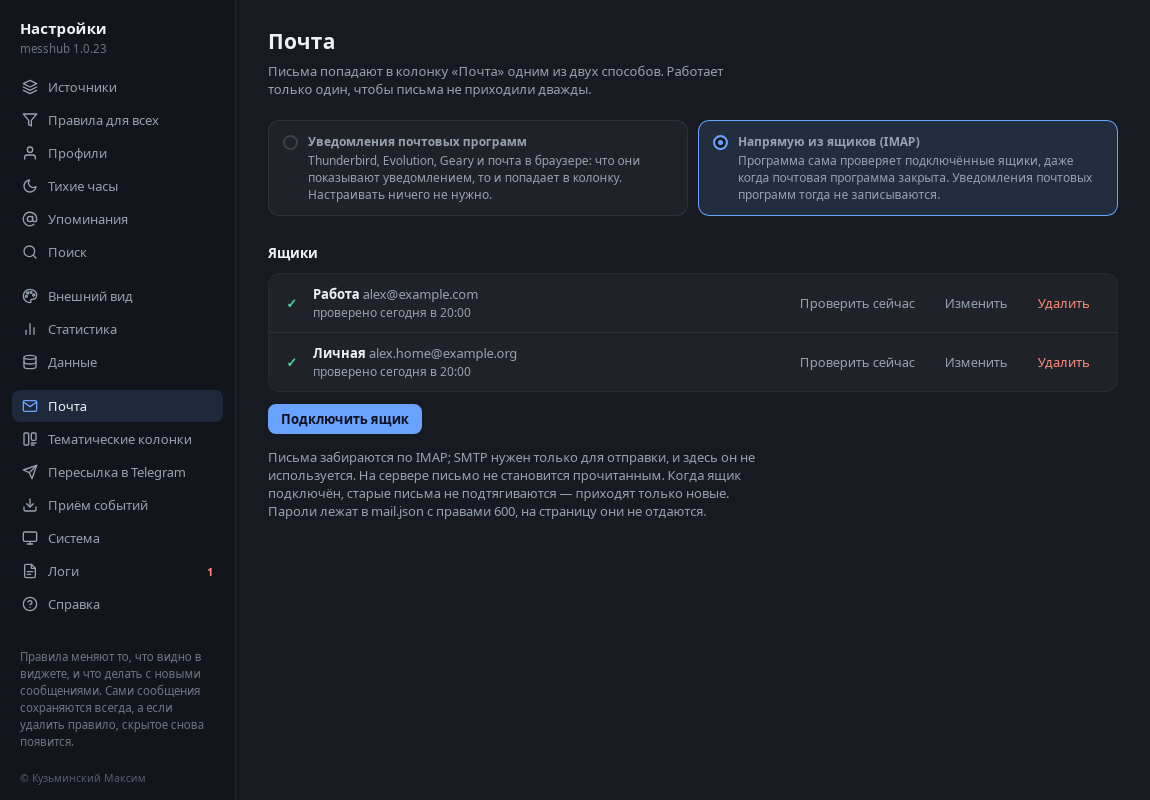 Настройки
messhub 1.0.23
Источники
Правила для всех
Профили
Тихие часы
Упоминания
Поиск
Внешний вид
Статистика
Данные
Почта
Тематические колонки
Пересылка в Telegram
Приём событий
Система
Логи 1
Справка
Правила меняют то, что видно в
виджете, и что делать с новыми
сообщениями. Сами сообщения
сохраняются всегда, а если
удалить правило, скрытое снова
появится.
© Кузьминский Максим
Почта
Письма попадают в колонку «Почта» одним из двух способов. Работает
только один, чтобы письма не приходили дважды.
Уведомления почтовых программ
Thunderbird, Evolution, Geary и почта в браузере: что они
показывают уведомлением, то и попадает в колонку.
Настраивать ничего не нужно.
Напрямую из ящиков (IMAP)
Программа сама проверяет подключённые ящики, даже
когда почтовая программа закрыта. Уведомления почтовых
программ тогда не записываются.
Ящики
✓ Работа alex@example.com
проверено сегодня в 20:00
Проверить сейчас Изменить Удалить
✓ Личная alex.home@example.org
проверено сегодня в 20:00
Проверить сейчас Изменить Удалить
Подключить ящик
Письма забираются по IMAP; SMTP нужен только для отправки, и здесь он не
используется. На сервере письмо не становится прочитанным. Когда ящик
подключён, старые письма не подтягиваются — приходят только новые.
Пароли лежат в mail.json с правами 600, на страницу они не отдаются.